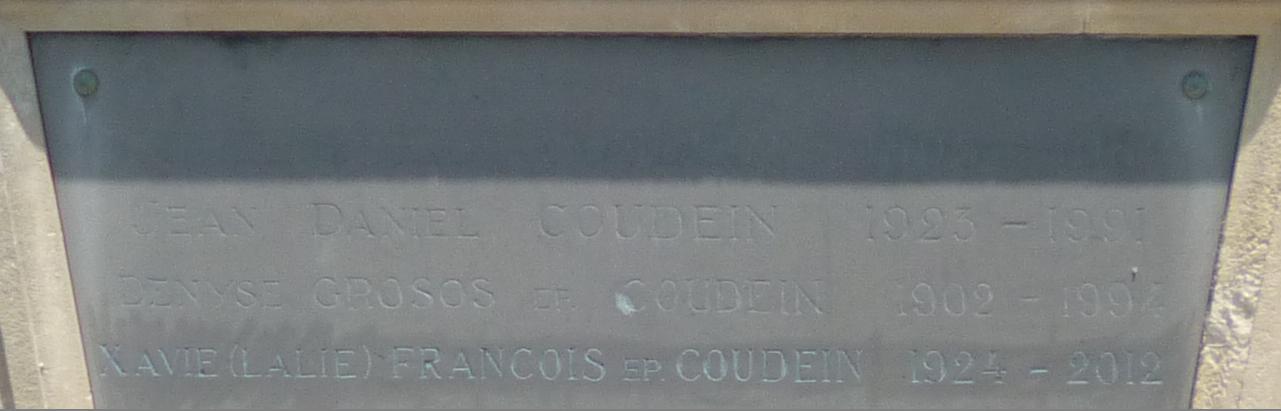 JEAN DANIEL COUDEIN 1923 - 1991
DENYSE GROSOS EP. COUDEIN 1902 - 1994
XAVIE (LALIE) FRANCOIS EP. COUDEIN 1924 - 2012